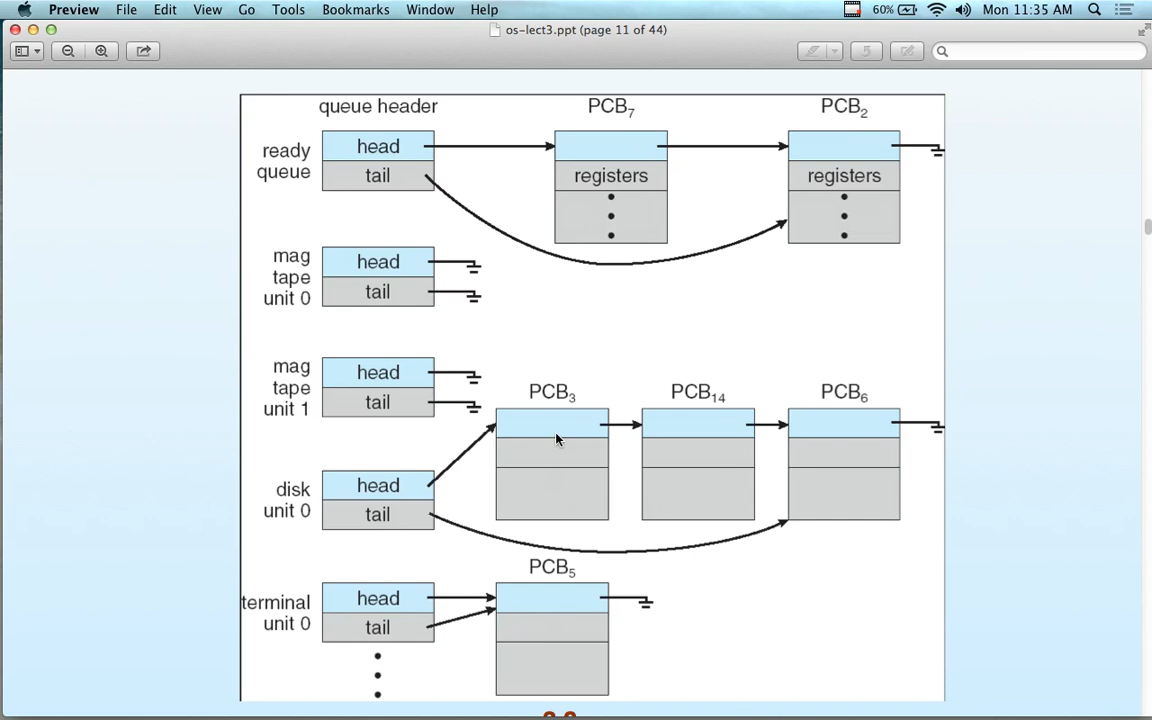 Preview File Edit View Go Tools Bookmarks Window Help 60% Mon 11:35 AM
os-lect3.ppt (page 11 of 44)
queue header PCB7 PCB2
ready queue
head
tail
registers registers
mag tape unit 0
head
tail
mag tape unit 1
head
tail
PCB3 PCB14 PCB6
disk unit 0
head
tail
PCB5
terminal unit 0
head
tail